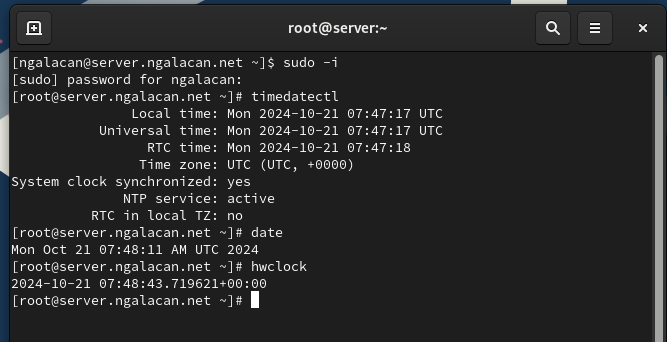 root@server:~
[ngalacan@server.ngalacan.net ~]$ sudo -i
[sudo] password for ngalacan:
[root@server.ngalacan.net ~]# timedatectl
               Local time: Mon 2024-10-21 07:47:17 UTC
           Universal time: Mon 2024-10-21 07:47:17 UTC
                 RTC time: Mon 2024-10-21 07:47:18
                Time zone: UTC (UTC, +0000)
System clock synchronized: yes
              NTP service: active
          RTC in local TZ: no
[root@server.ngalacan.net ~]# date
Mon Oct 21 07:48:11 AM UTC 2024
[root@server.ngalacan.net ~]# hwclock
2024-10-21 07:48:43.719621+00:00
[root@server.ngalacan.net ~]#